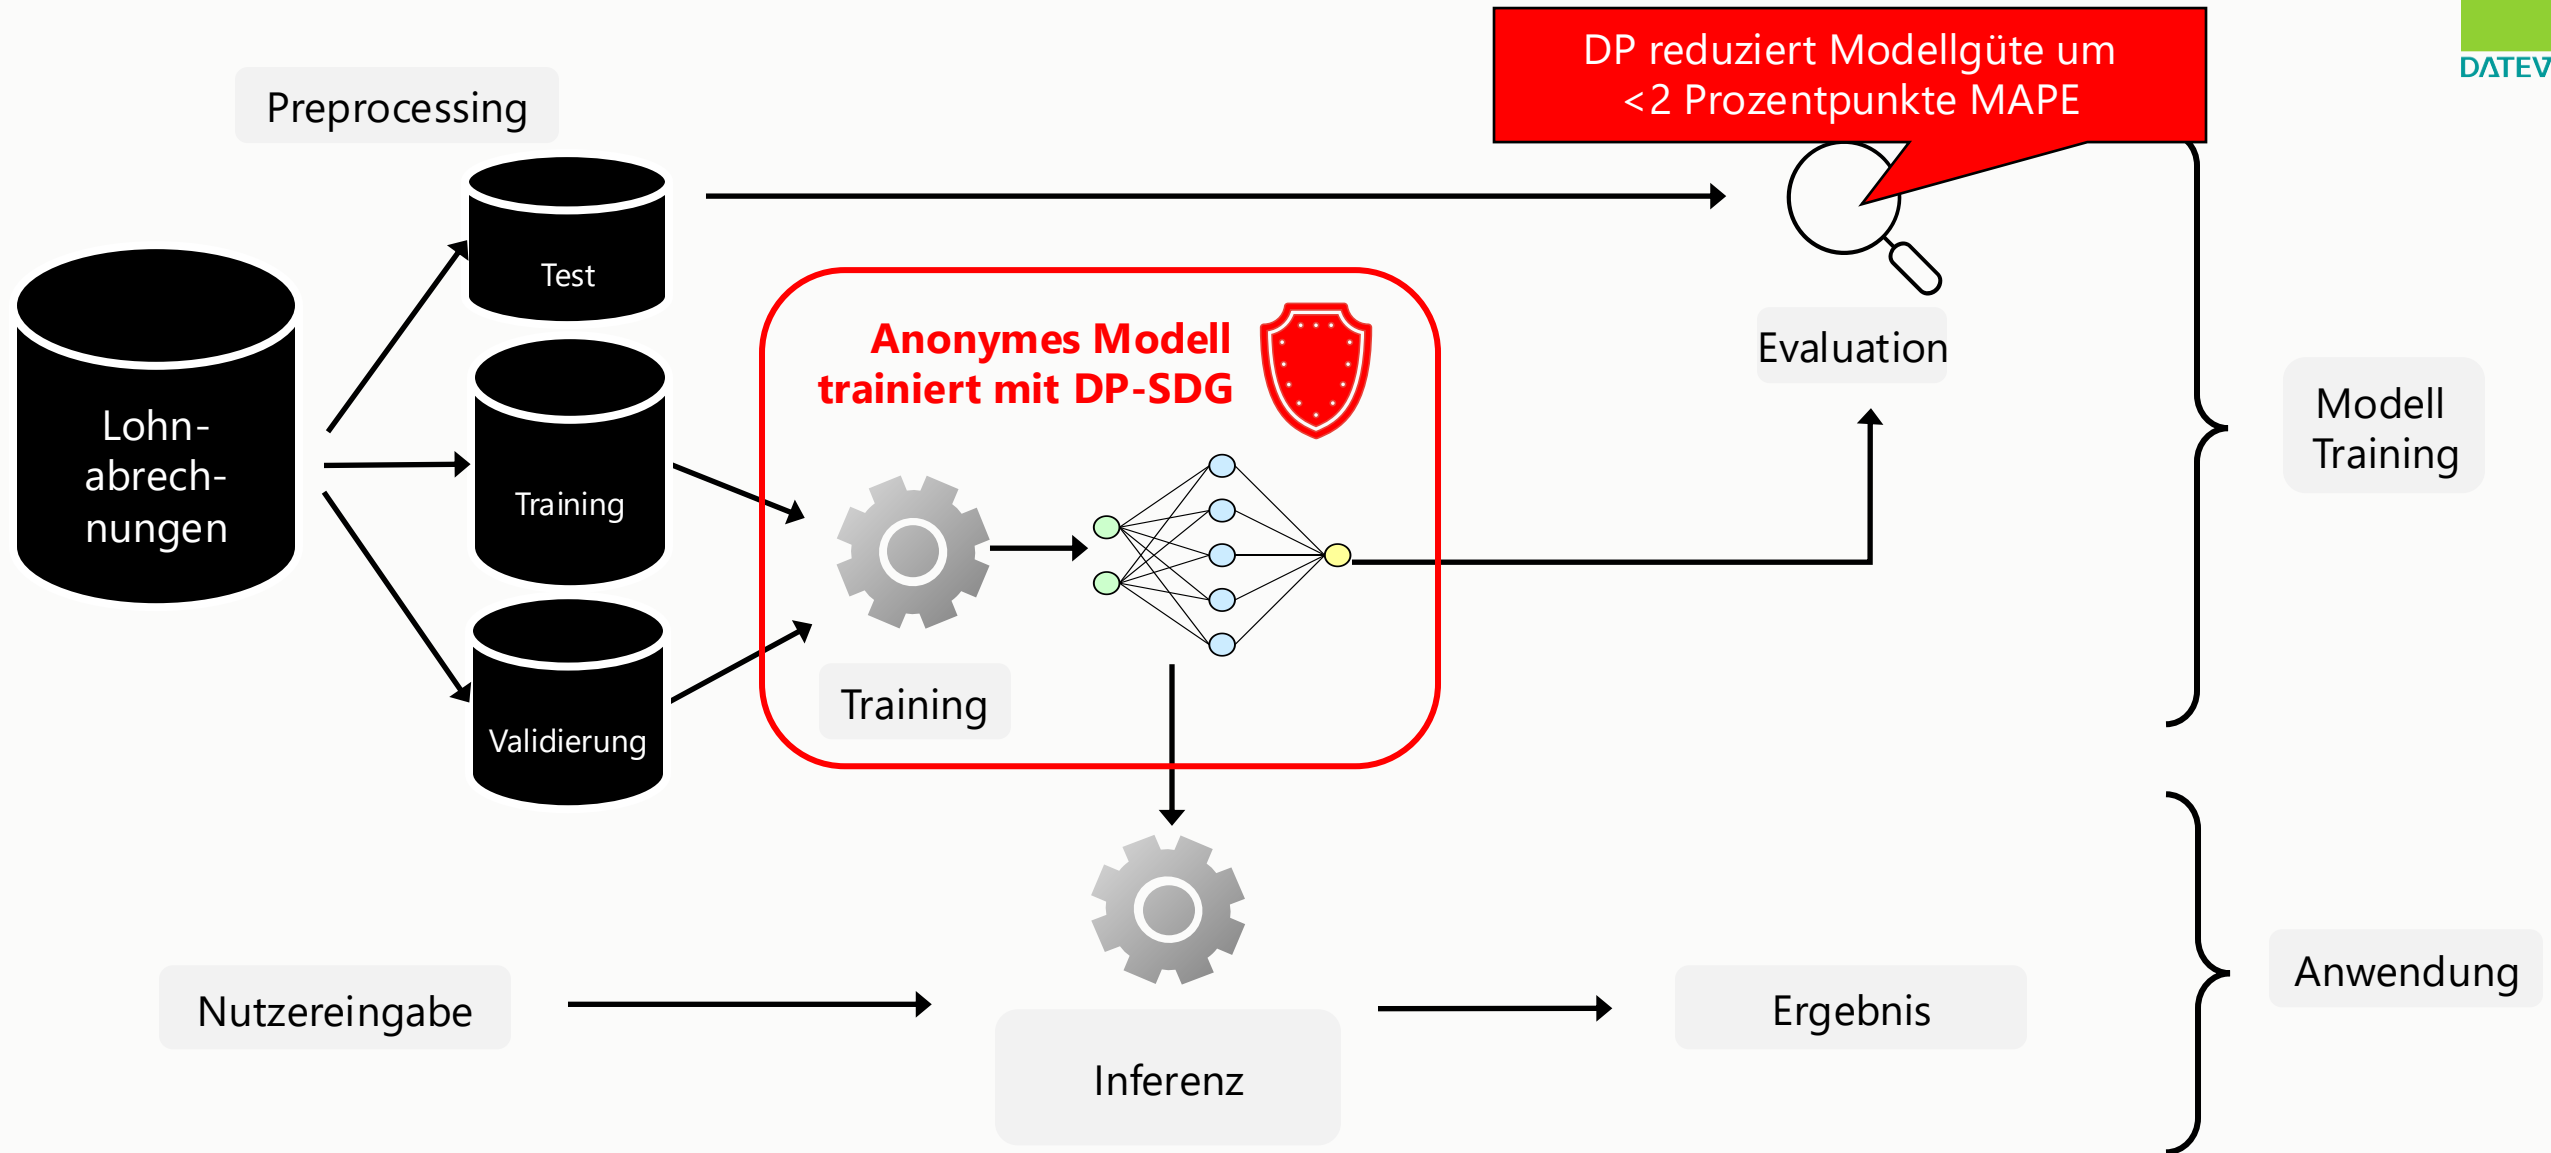 DP reduziert Modellgüte um
<2 Prozentpunkte MAPE
DATEV
Preprocessing
Test
Lohn-
abrech-
nungen
Training
Validierung
Anonymes Modell
trainiert mit DP-SDG
Training
Evaluation
Modell
Training
Nutzereingabe
Inferenz
Ergebnis
Anwendung